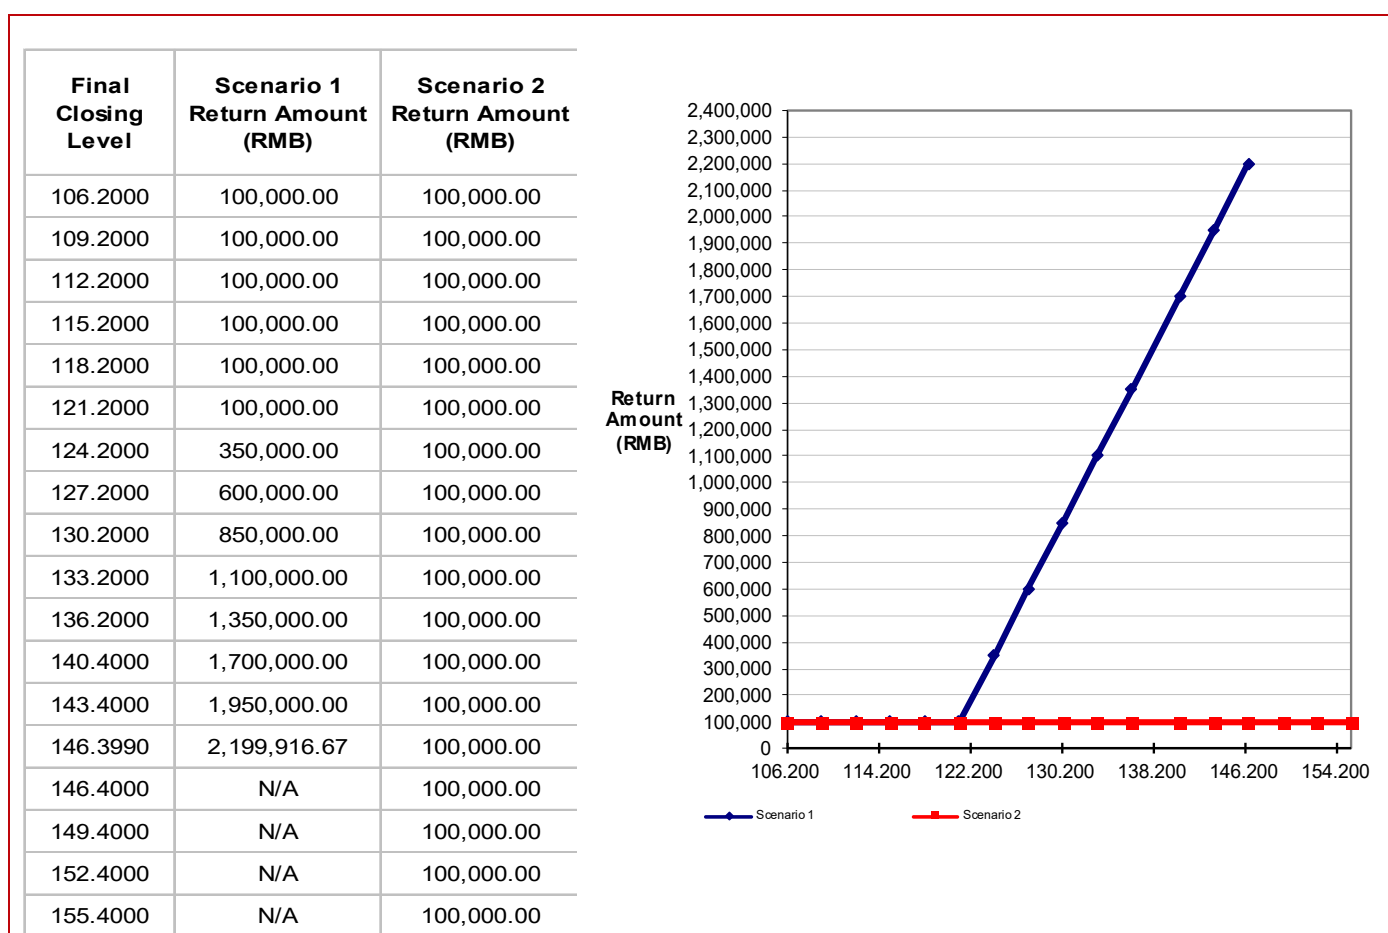 Final Closing Level Scenario 1 Return Amount (RMB) Scenario 2 Return Amount (RMB)
106.2000 100,000.00 100,000.00
109.2000 100,000.00 100,000.00
112.2000 100,000.00 100,000.00
115.2000 100,000.00 100,000.00
118.2000 100,000.00 100,000.00
121.2000 100,000.00 100,000.00
124.2000 350,000.00 100,000.00
127.2000 600,000.00 100,000.00
130.2000 850,000.00 100,000.00
133.2000 1,100,000.00 100,000.00
136.2000 1,350,000.00 100,000.00
140.4000 1,700,000.00 100,000.00
143.4000 1,950,000.00 100,000.00
146.3990 2,199,916.67 100,000.00
146.4000 N/A 100,000.00
149.4000 N/A 100,000.00
152.4000 N/A 100,000.00
155.4000 N/A 100,000.00
Return
Amount
(RMB)
2,400,000
2,300,000
2,200,000
2,100,000
2,000,000
1,900,000
1,800,000
1,700,000
1,600,000
1,500,000
1,400,000
1,300,000
1,200,000
1,100,000
1,000,000
900,000
800,000
700,000
600,000
500,000
400,000
300,000
200,000
100,000
0
106.200 114.200 122.200 130.200 138.200 146.200 154.200
Scenario 1 Scenario 2